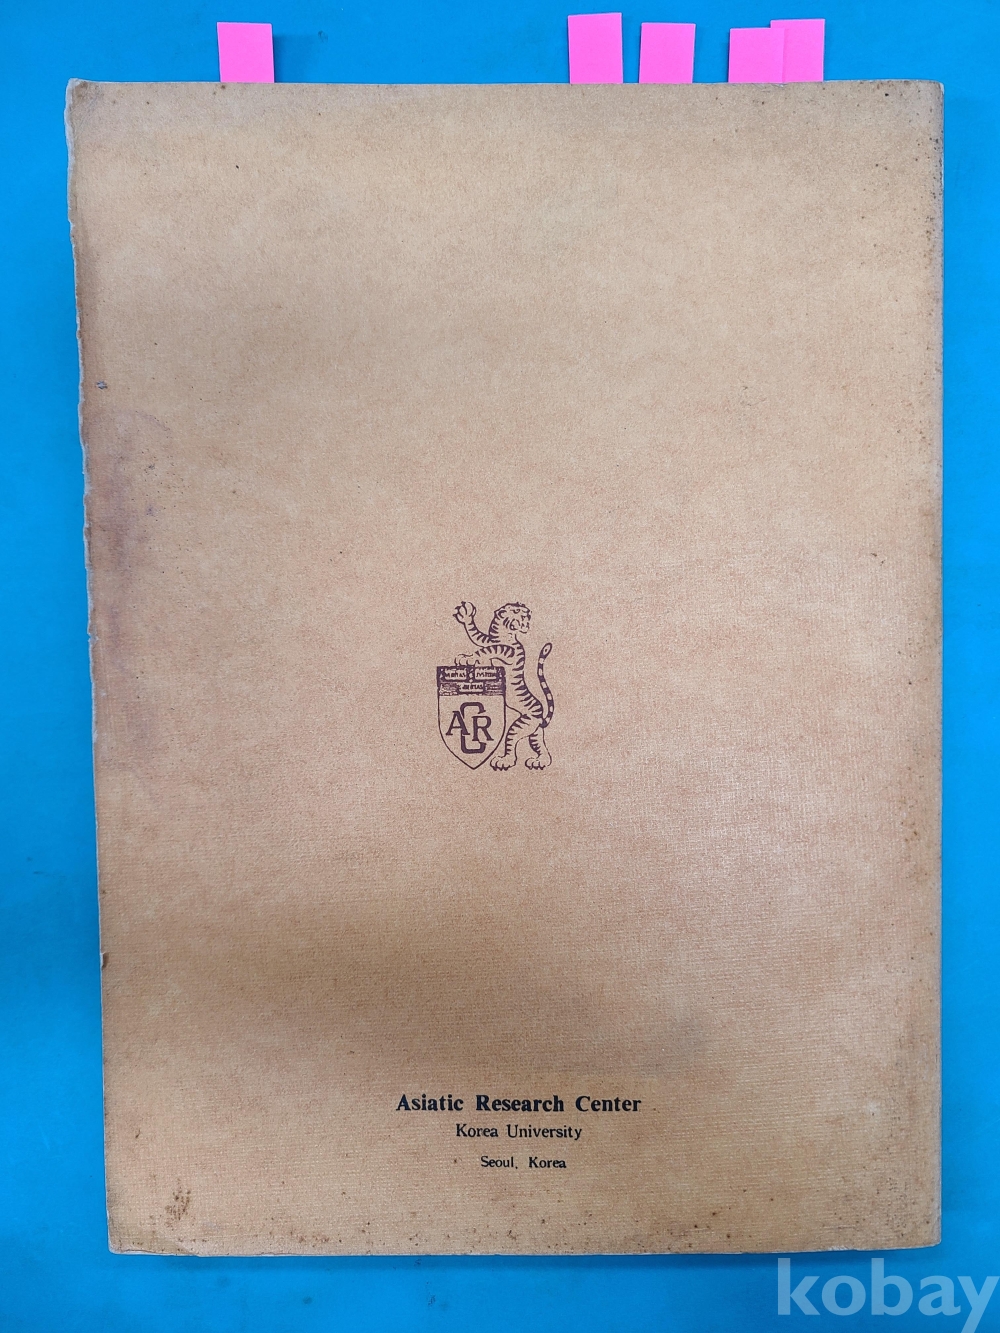 ACR
Asiatic Research Center
Korea University
Seoul, Korea
kobay